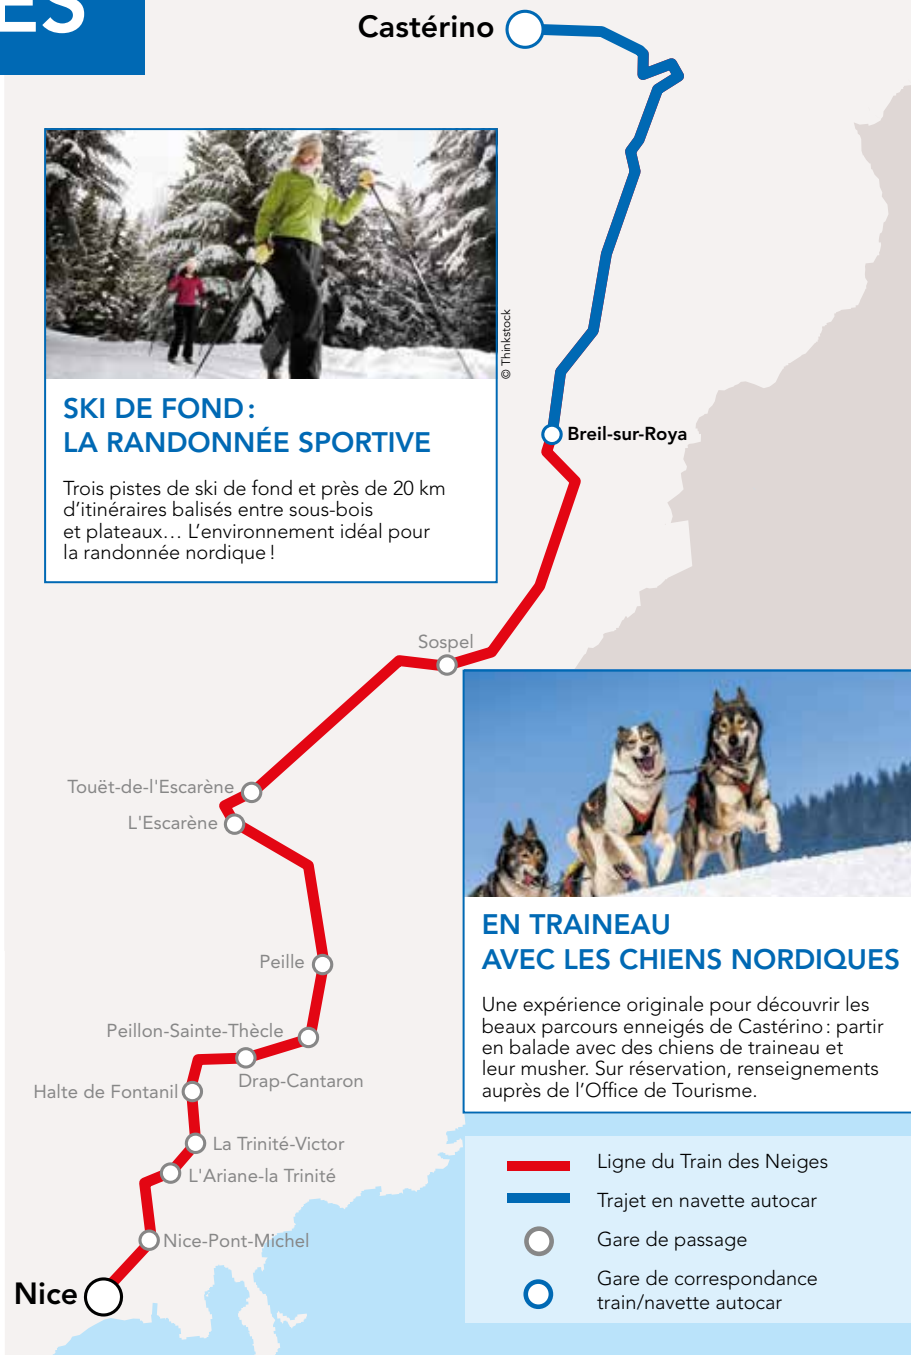 ES
Castérino
© Thinkstock
SKI DE FOND :
LA RANDONNÉE SPORTIVE
Trois pistes de ski de fond et près de 20 km
d'itinéraires balisés entre sous-bois
et plateaux… L'environnement idéal pour
la randonnée nordique !
Breil-sur-Roya
Sospel
Touët-de-l'Escarène
L'Escarène
Peille
Peillon-Sainte-Thècle
Drap-Cantaron
Halte de Fontanil
La Trinité-Victor
L'Ariane-la Trinité
Nice-Pont-Michel
Nice
EN TRAINEAU
AVEC LES CHIENS NORDIQUES
Une expérience originale pour découvrir les
beaux parcours enneigés de Castérino : partir
en balade avec des chiens de traineau et
leur musher. Sur réservation, renseignements
auprès de l'Office de Tourisme.
Ligne du Train des Neiges
Trajet en navette autocar
Gare de passage
Gare de correspondance
train/navette autocar